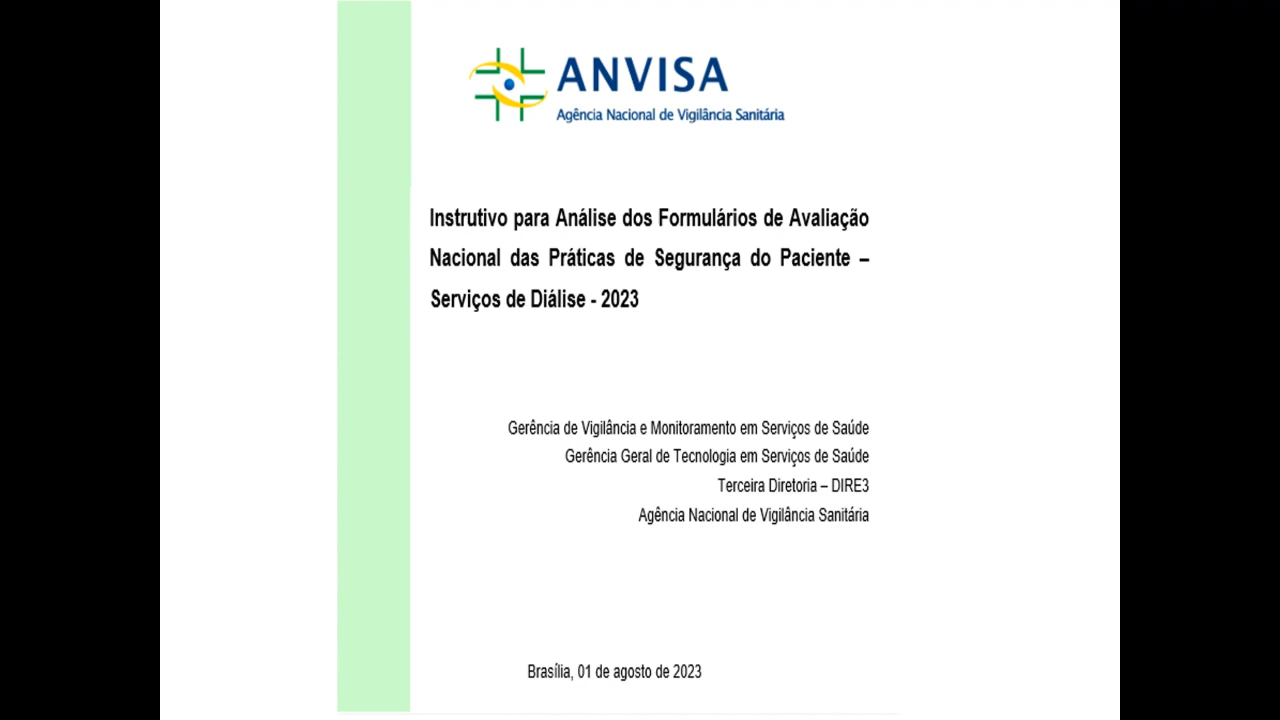 ANVISA
Agência Nacional de Vigilância Sanitária
Instrutivo para Análise dos Formulários de Avaliação
Nacional das Práticas de Segurança do Paciente –
Serviços de Diálise - 2023
Gerência de Vigilância e Monitoramento em Serviços de Saúde
Gerência Geral de Tecnologia em Serviços de Saúde
Terceira Diretoria – DIRE3
Agência Nacional de Vigilância Sanitária
Brasília, 01 de agosto de 2023